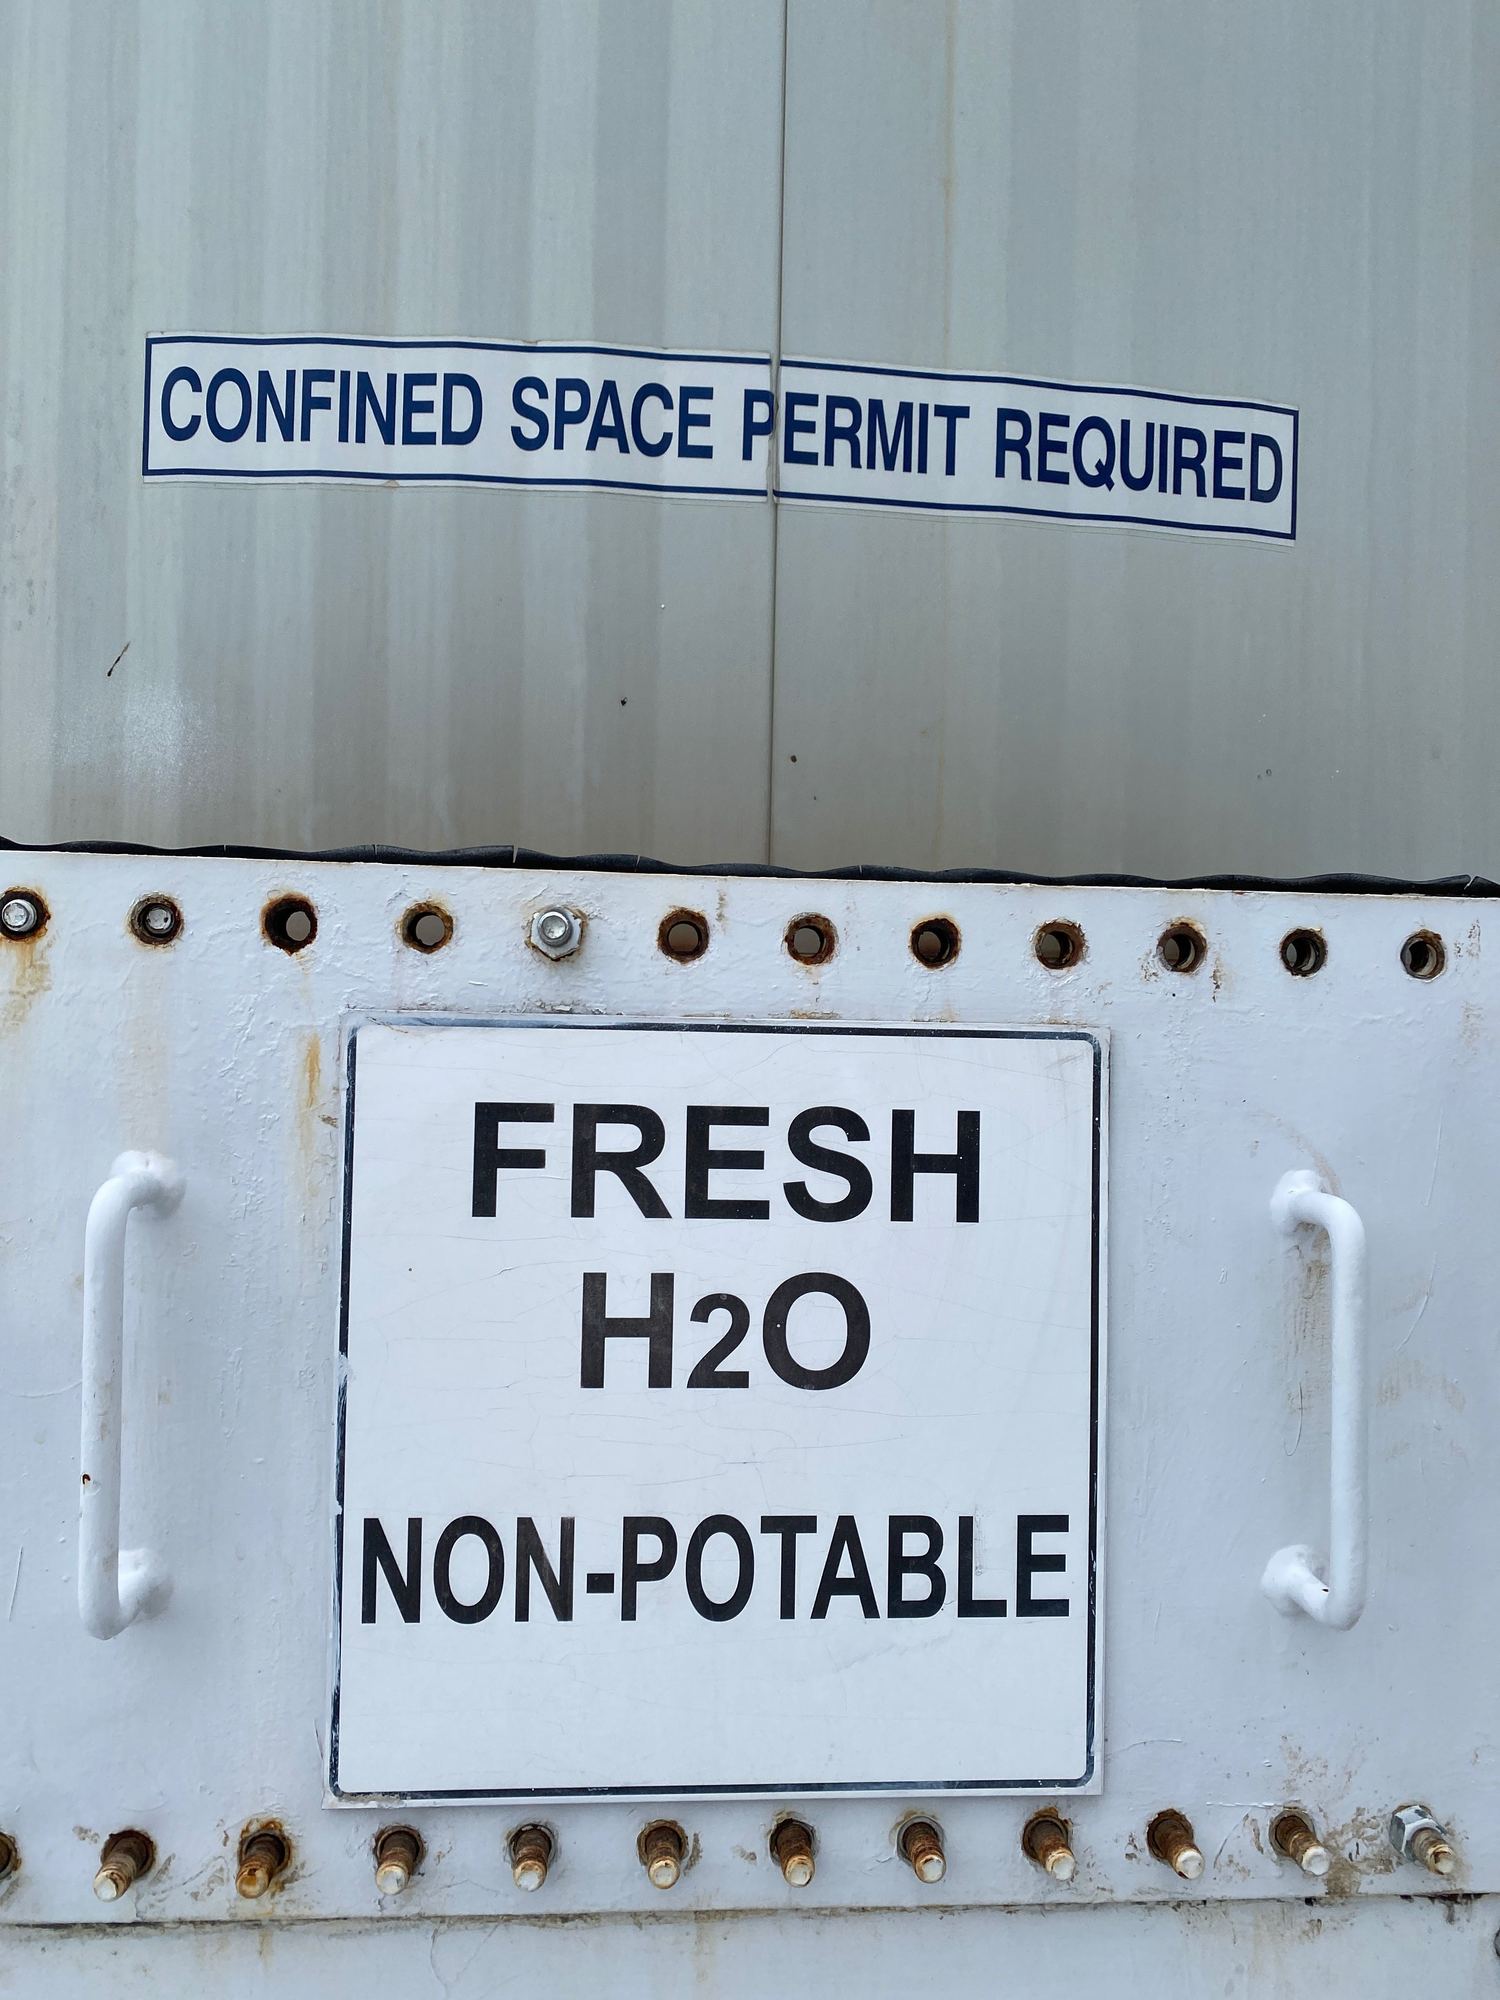 CONFINED SPACE PERMIT REQUIRED
FRESH
H2O
NON-POTABLE